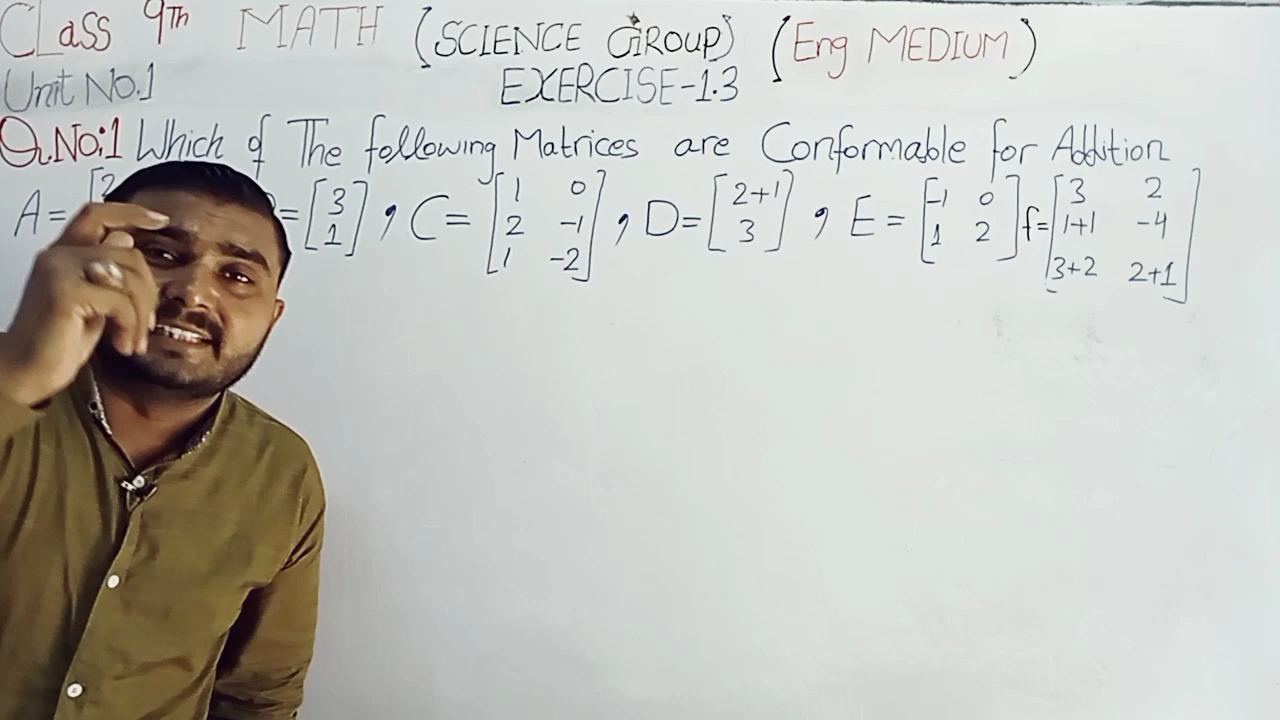 CLass 9Th MATH (SCIENCE GROUP) (Eng MEDIUM)
Unit No.1 EXERCISE-1.3
Q.No:1 Which of The following Matrices are Conformable for Addition
A= [2 = [3 1] , C= [1 0 2 -1 1 -2] , D= [2+1 3] , E = [-1 0 1 2] f= [3 2 1+1 -4 3+2 2+1]